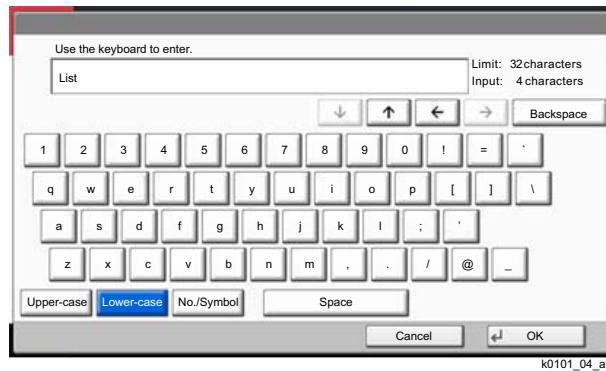 Use the keyboard to enter.
List
Limit: 32characters
Input: 4 characters
↓ ↑ ← → Backspace
1 2 3 4 5 6 7 8 9 0 ! = `
q w e r t y u i o p [ ] \
a s d f g h j k l ; '
z x c v b n m , . / @ _
Upper-case Lower-case No./Symbol Space
Cancel OK
k0101_04_a